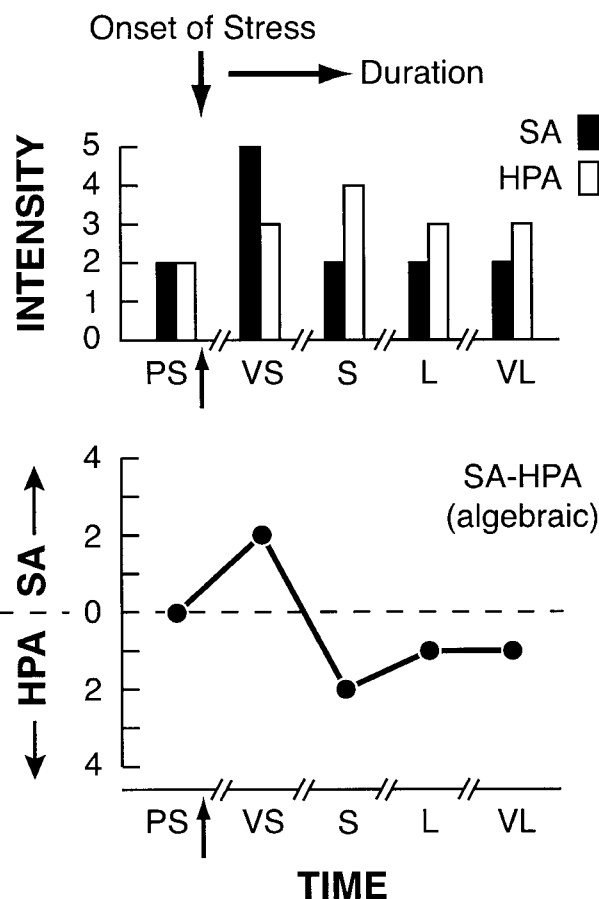 Onset of Stress
Duration
SA
HPA
INTENSITY
5
4
3
2
1
0
PS VS S L VL
SA-HPA
(algebraic)
HPA SA
4
2
0
2
4
PS VS S L VL
TIME